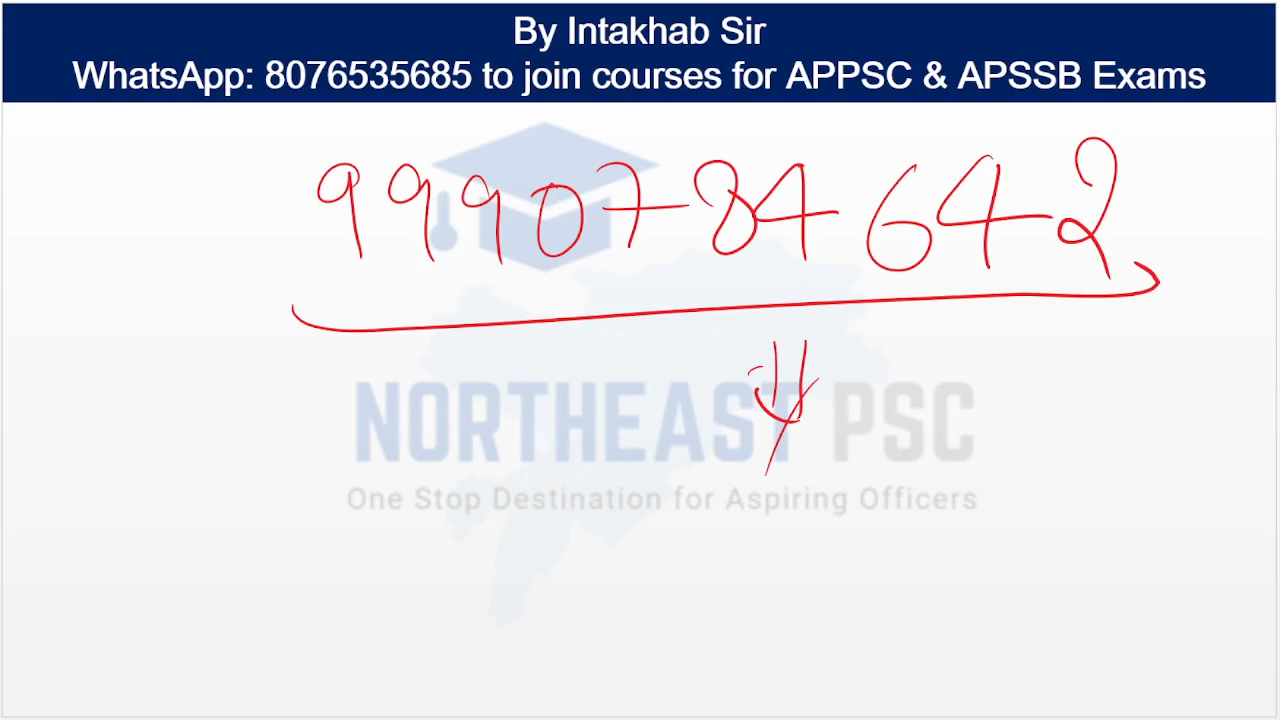 By Intakhab Sir
WhatsApp: 8076535685 to join courses for APPSC & APSSB Exams
9990784642
NORTHEAST PSC
One Stop Destination for Aspiring Officers